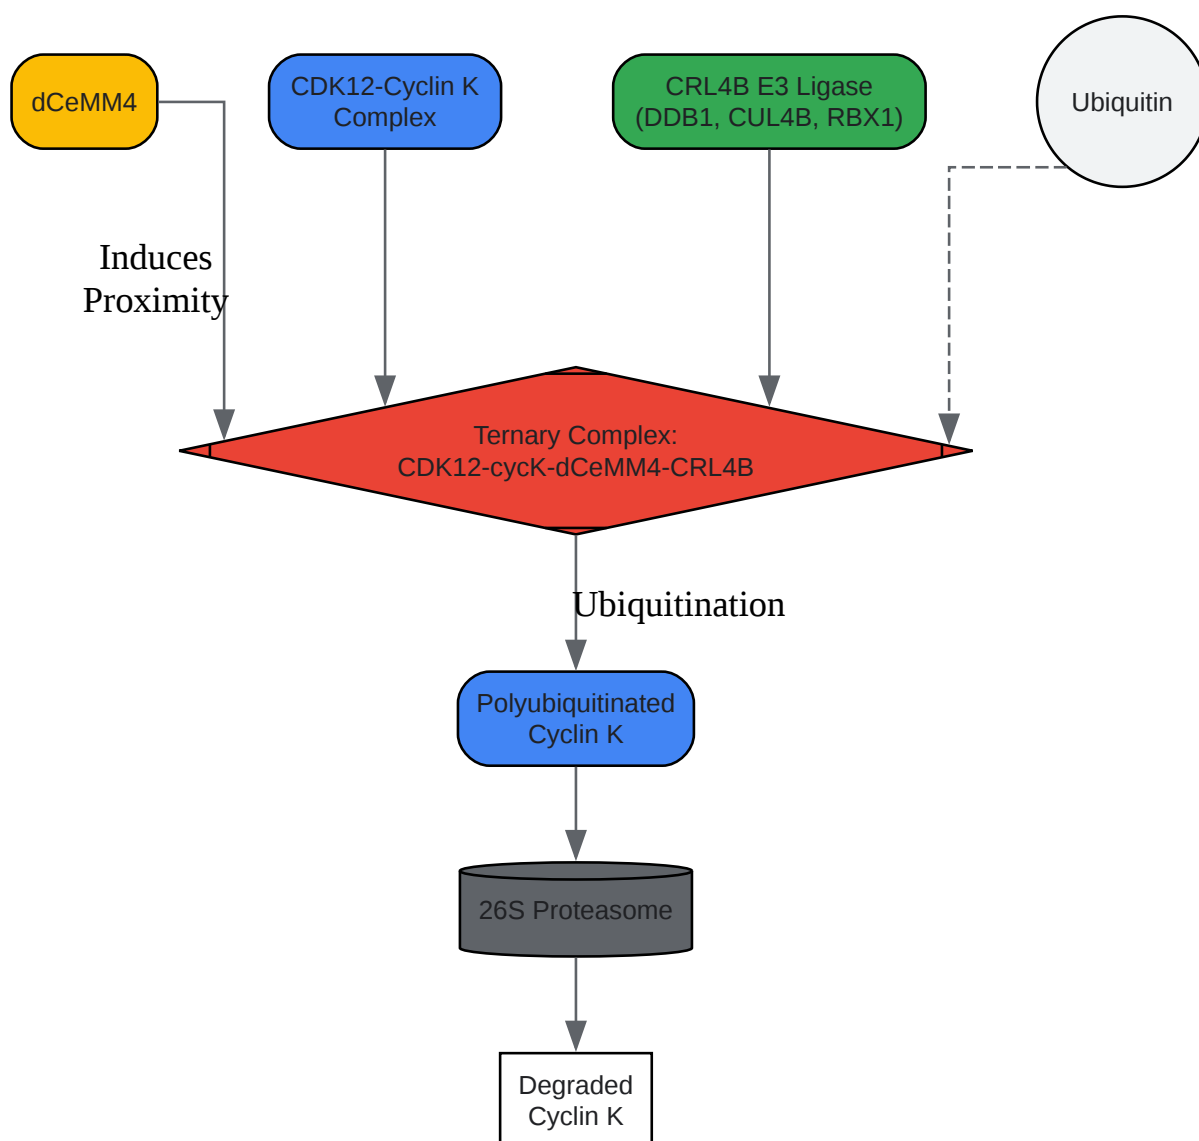 dCeMM4
CDK12-Cyclin K
Complex
CRL4B E3 Ligase
(DDB1, CUL4B, RBX1)
Ubiquitin
Induces
Proximity
Ternary Complex:
CDK12-cycK-dCeMM4-CRL4B
Ubiquitination
Polyubiquitinated
Cyclin K
26S Proteasome
Degraded
Cyclin K